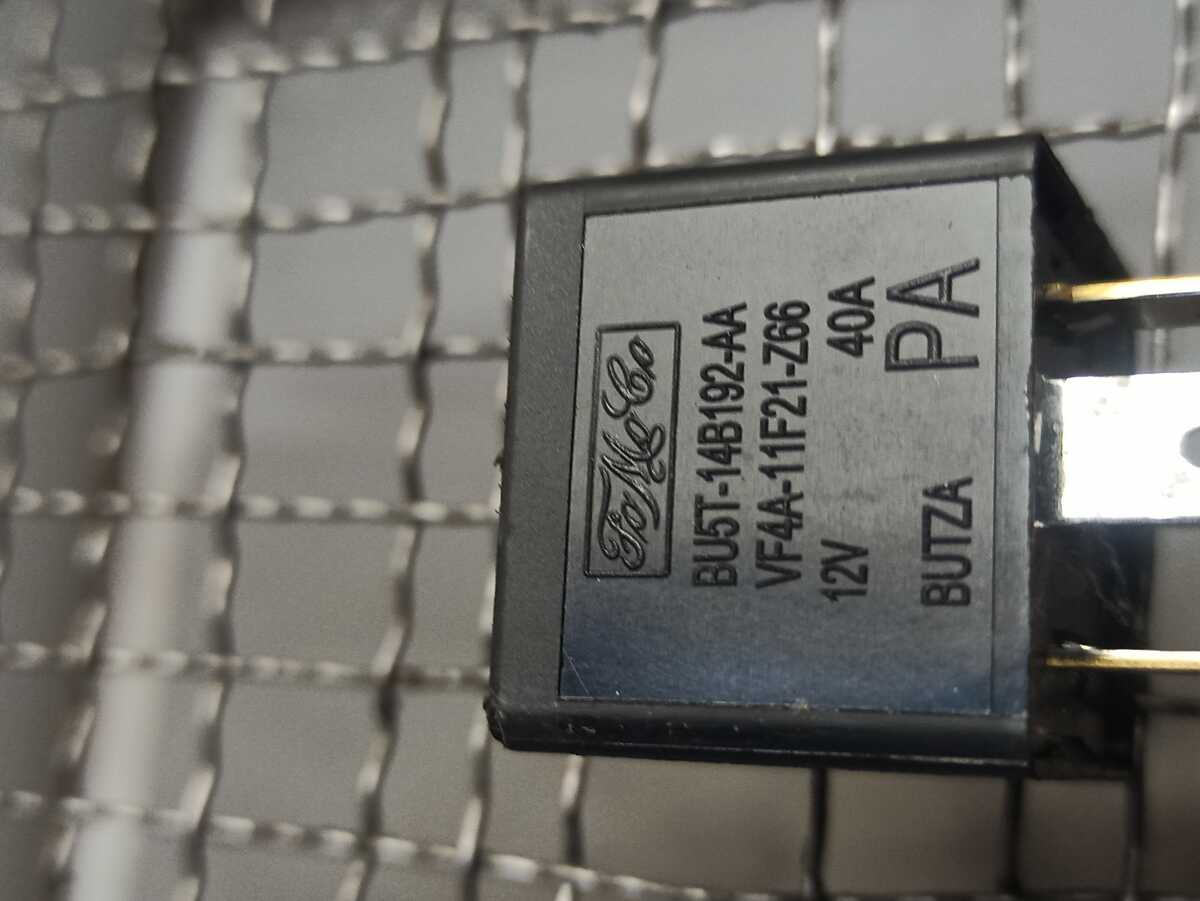 FoMoCo
BU5T-14B192-AA
VF4A-11F21-Z66
12V 40A
BUTZA PA